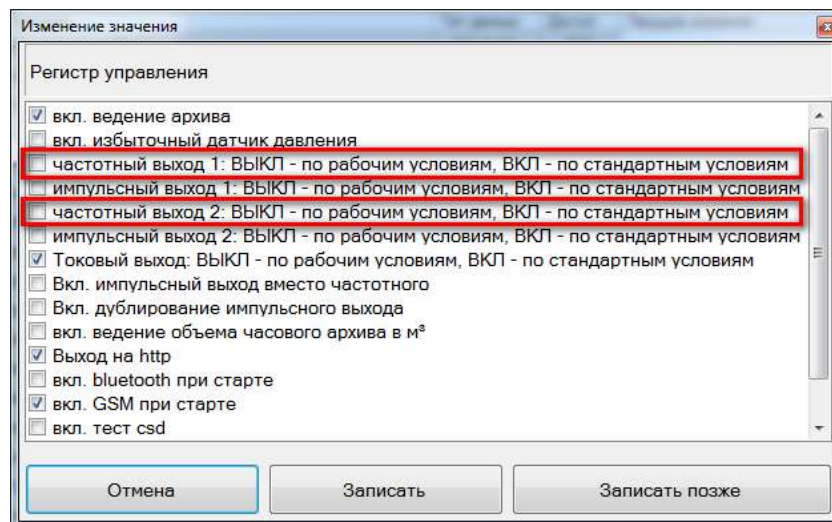 Изменение значения
Регистр управления
вкл. ведение архива
вкл. избыточный датчик давления
частотный выход 1: ВЫКЛ - по рабочим условиям, ВКЛ - по стандартным условиям
импульсный выход 1: ВЫКЛ - по рабочим условиям, ВКЛ - по стандартным условиям
частотный выход 2: ВЫКЛ - по рабочим условиям, ВКЛ - по стандартным условиям
импульсный выход 2: ВЫКЛ - по рабочим условиям, ВКЛ - по стандартным условиям
Токовый выход: ВЫКЛ - по рабочим условиям, ВКЛ - по стандартным условиям
Вкл. импульсный выход вместо частотного
Вкл. дублирование импульсного выхода
вкл. ведение объема часового архива в м³
Выход на http
вкл. bluetooth при старте
вкл. GSM при старте
вкл. тест csd
Отмена Записать Записать позже